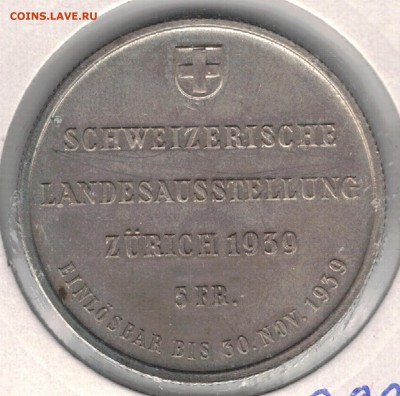 COINS.LAVE.RU
SCHWEIZERISCHE
LANDESAUSSTELLUNG
ZÜRICH 1939
5 FR.
EINLÖSBAR BIS 30. NOV. 1939